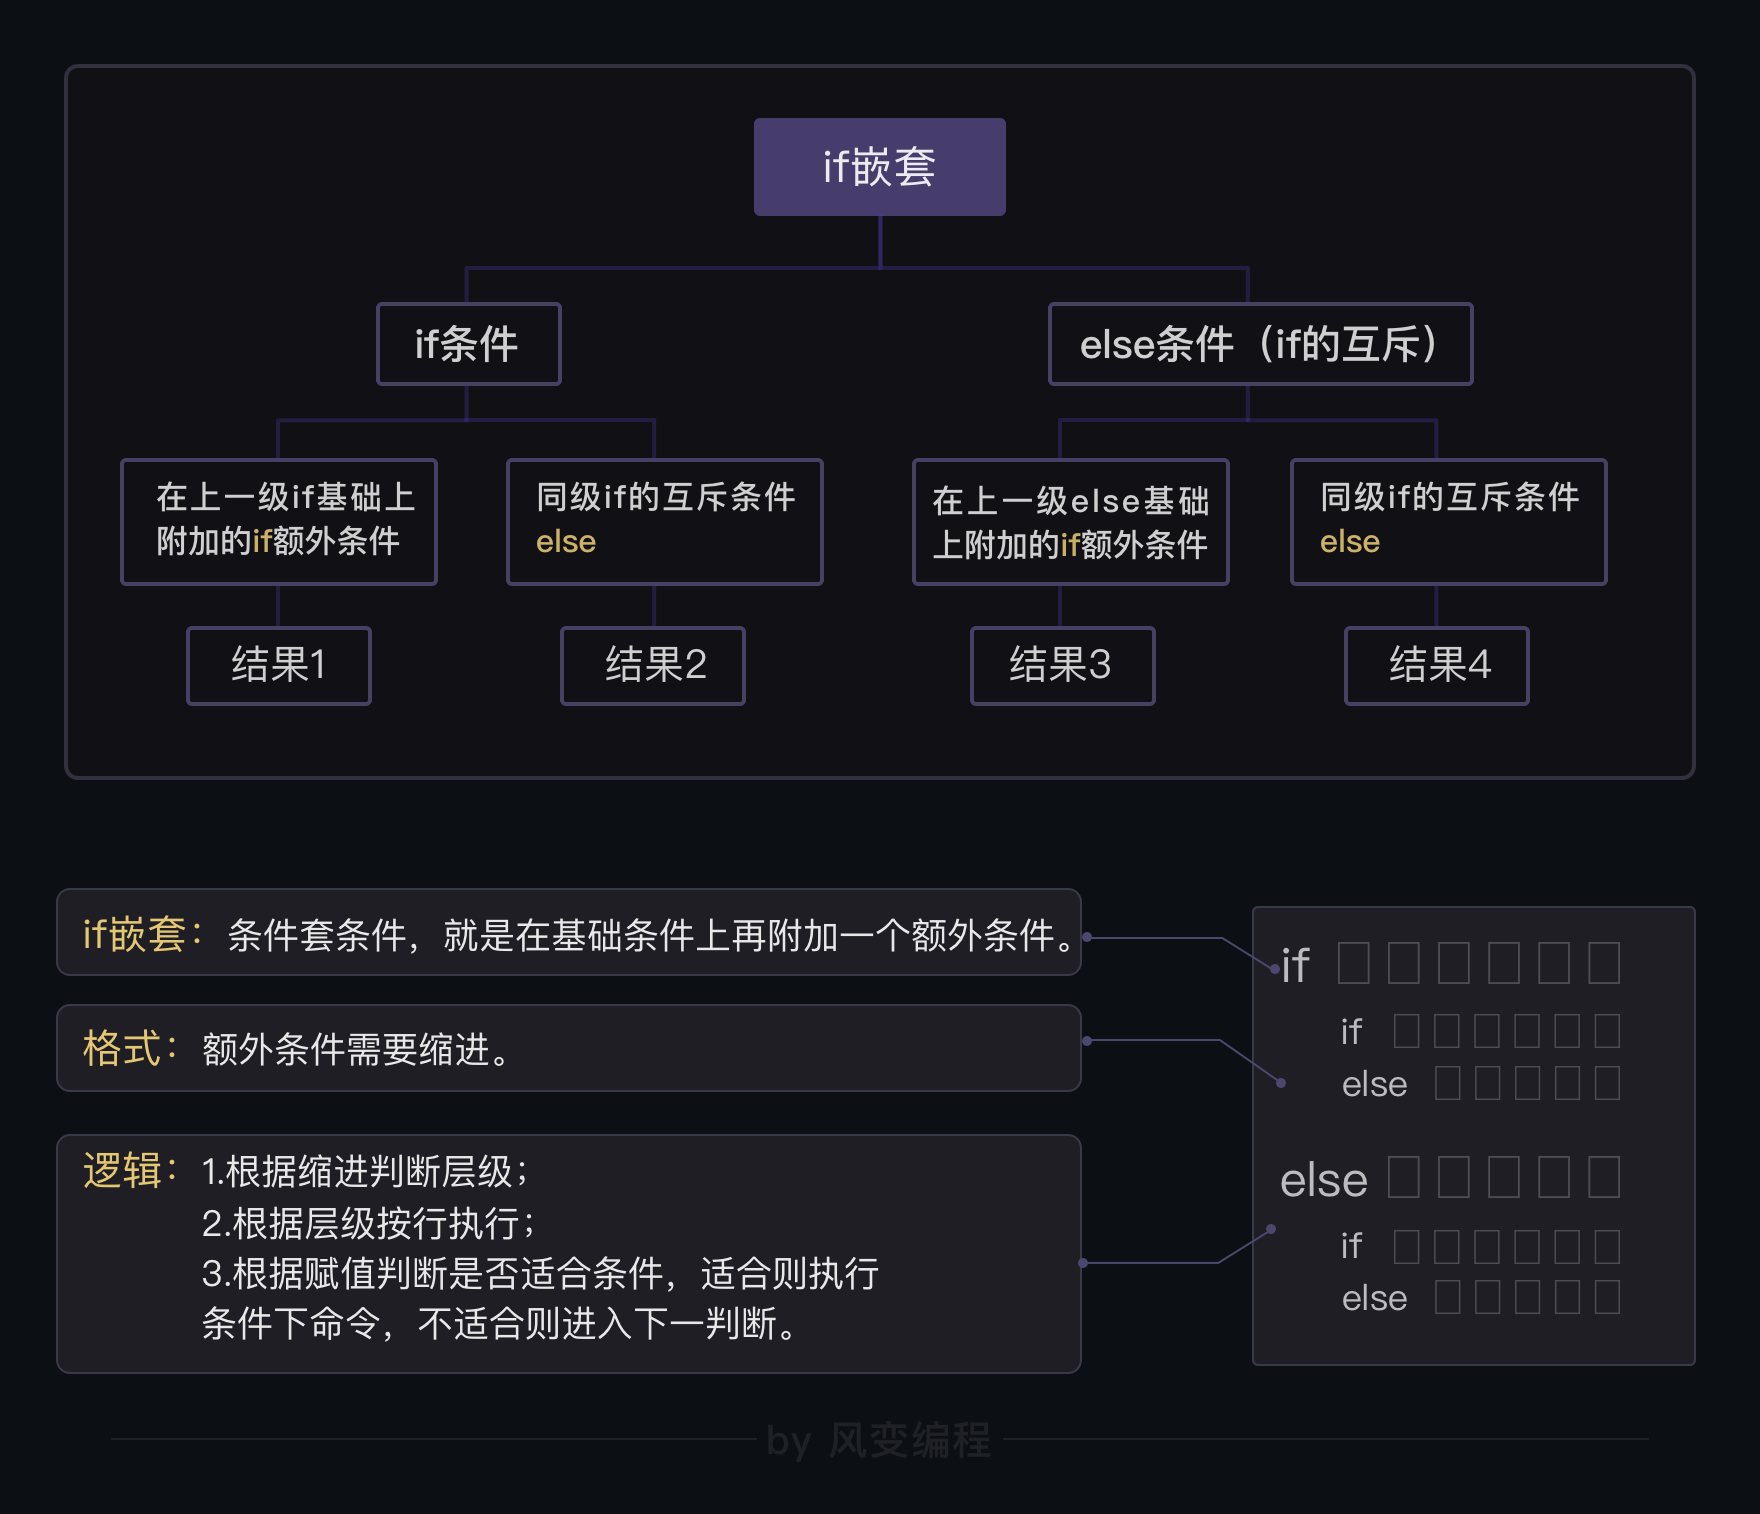 if嵌套
if条件
else条件（if的互斥）
在上一级if基础上
附加的if额外条件
同级if的互斥条件
else
在上一级else基础
上附加的if额外条件
同级if的互斥条件
else
结果1
结果2
结果3
结果4
if嵌套：条件套条件，就是在基础条件上再附加一个额外条件。
格式：额外条件需要缩进。
逻辑：1.根据缩进判断层级；
2.根据层级按行执行；
3.根据赋值判断是否适合条件，适合则执行
条件下命令，不适合则进入下一判断。
if
if
else
else
if
else
by 风变编程